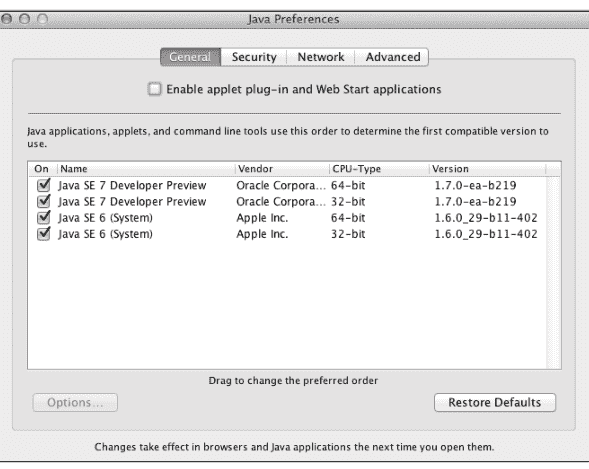 Java Preferences
General Security Network Advanced
Enable applet plug-in and Web Start applications
Java applications, applets, and command line tools use this order to determine the first compatible version to
use.
On Name Vendor CPU-Type Version
Java SE 7 Developer Preview Oracle Corpora... 64-bit 1.7.0-ea-b219
Java SE 7 Developer Preview Oracle Corpora... 32-bit 1.7.0-ea-b219
Java SE 6 (System) Apple Inc. 64-bit 1.6.0_29-b11-402
Java SE 6 (System) Apple Inc. 32-bit 1.6.0_29-b11-402
Drag to change the preferred order
Options... Restore Defaults
Changes take effect in browsers and Java applications the next time you open them.